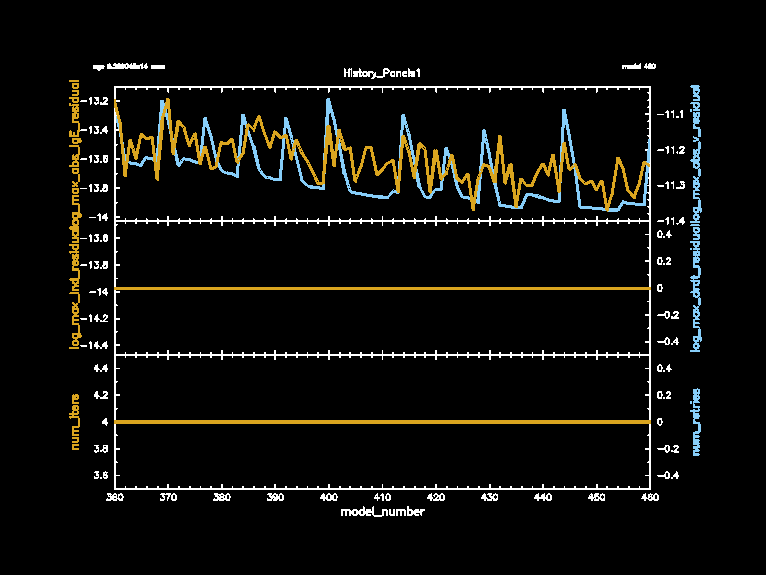 model 460
History_Panels1
log_max_abs_lgE_residual
-13.2
-13.4
-13.6
-13.8
-14
-11.1
-11.2
-11.3
-11.4
log_max_abs_v_residual
log_max_lnd_residual
-13.6
-13.8
-14
-14.2
-14.4
0.4
0.2
0
-0.2
-0.4
log_max_drdt_residual
num_iters
4.4
4.2
4
3.8
3.6
0.4
0.2
0
-0.2
-0.4
num_retries
360 370 380 390 400 410 420 430 440 450 460
model_number